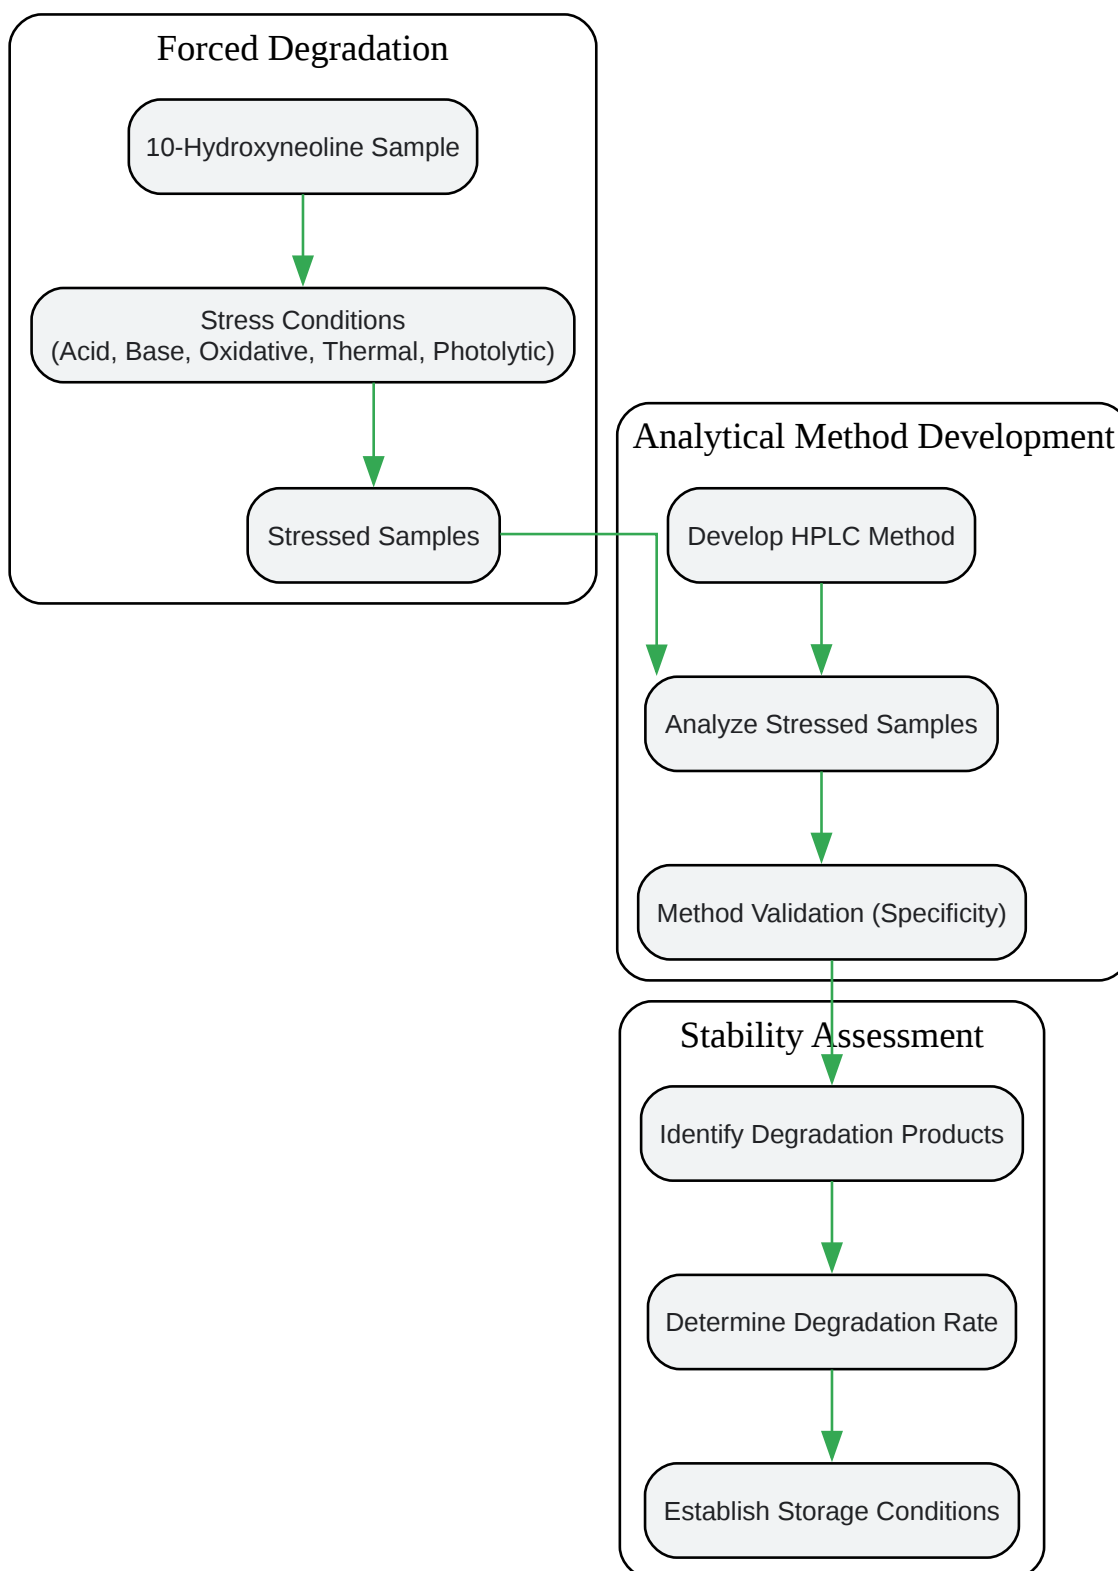 Forced Degradation
10-Hydroxyneoline Sample
Stress Conditions
(Acid, Base, Oxidative, Thermal, Photolytic)
Stressed Samples
Analytical Method Development
Develop HPLC Method
Analyze Stressed Samples
Method Validation (Specificity)
Stability Assessment
Identify Degradation Products
Determine Degradation Rate
Establish Storage Conditions